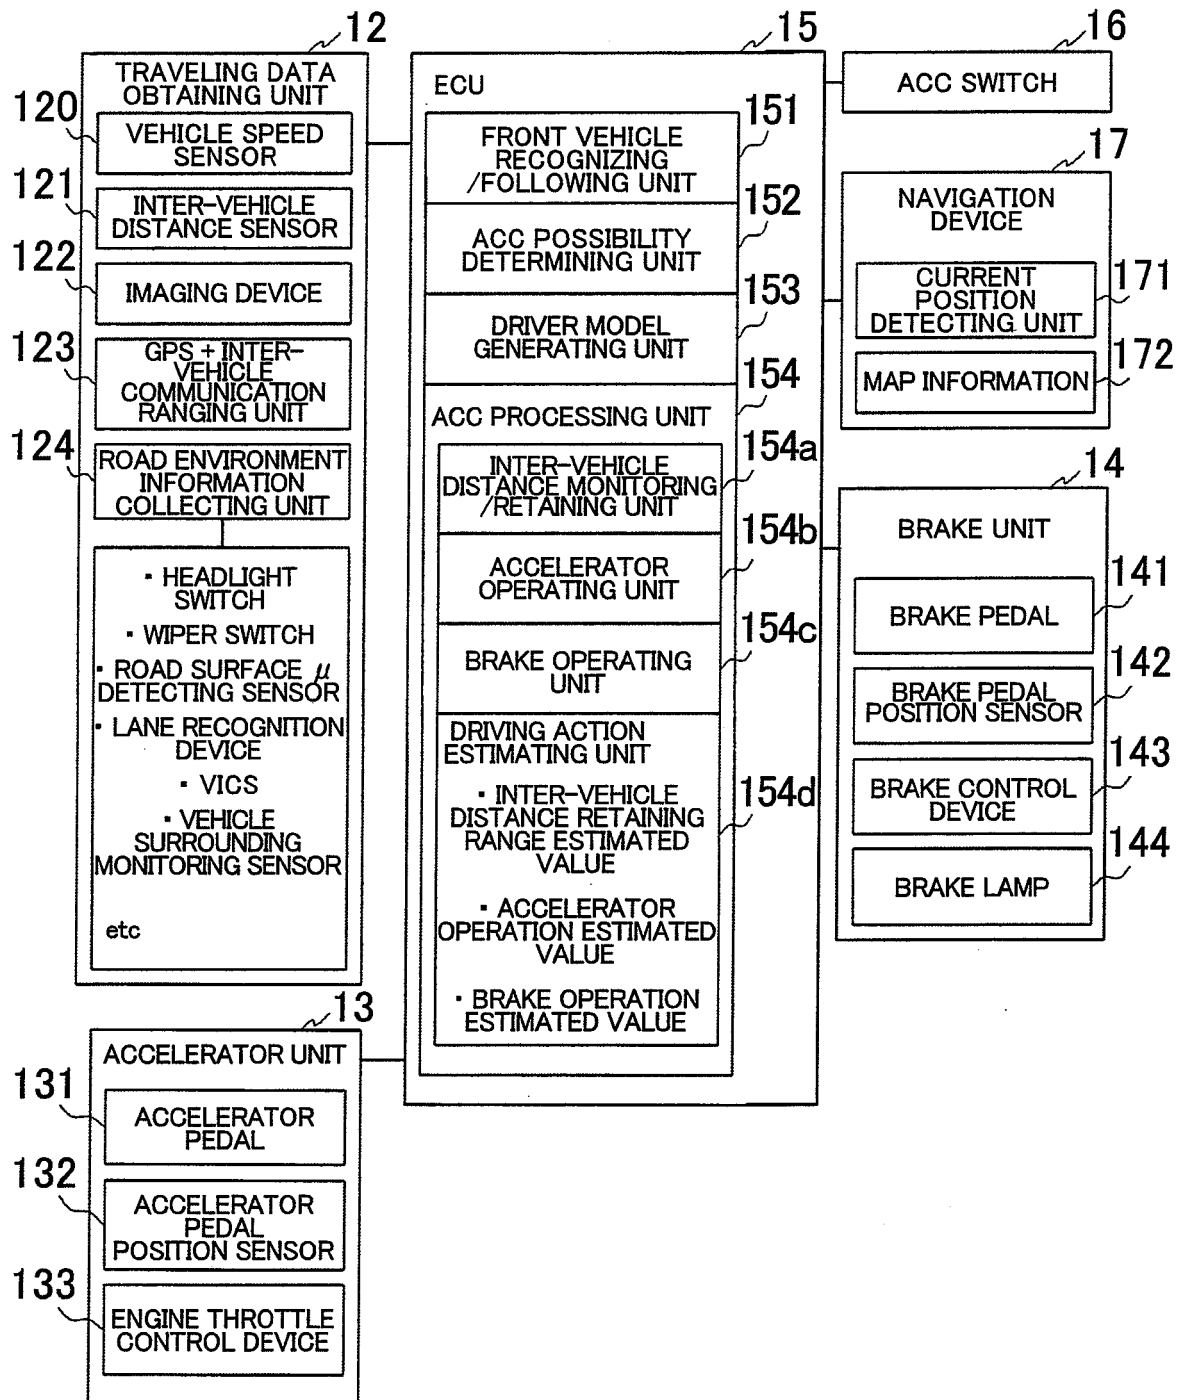 12
TRAVELING DATA
OBTAINING UNIT
120
VEHICLE SPEED
SENSOR
121
INTER-VEHICLE
DISTANCE SENSOR
122
IMAGING DEVICE
123
GPS + INTER-
VEHICLE
COMMUNICATION
RANGING UNIT
124
ROAD ENVIRONMENT
INFORMATION
COLLECTING UNIT
▪ HEADLIGHT
SWITCH
▪ WIPER SWITCH
▪ ROAD SURFACE μ
DETECTING SENSOR
▪ LANE RECOGNITION
DEVICE
▪ VICS
▪ VEHICLE
SURROUNDING
MONITORING SENSOR
etc
13
ACCELERATOR UNIT
131
ACCELERATOR
PEDAL
132
ACCELERATOR
PEDAL
POSITION SENSOR
133
ENGINE THROTTLE
CONTROL DEVICE
15
ECU
151
FRONT VEHICLE
RECOGNIZING
/FOLLOWING UNIT
152
ACC POSSIBILITY
DETERMINING UNIT
153
DRIVER MODEL
GENERATING UNIT
154
ACC PROCESSING UNIT
154a
INTER-VEHICLE
DISTANCE MONITORING
/RETAINING UNIT
154b
ACCELERATOR
OPERATING UNIT
154c
BRAKE OPERATING
UNIT
DRIVING ACTION
ESTIMATING UNIT
154d
▪ INTER-VEHICLE
DISTANCE RETAINING
RANGE ESTIMATED
VALUE
▪ ACCELERATOR
OPERATION ESTIMATED
VALUE
▪ BRAKE OPERATION
ESTIMATED VALUE
16
ACC SWITCH
17
NAVIGATION
DEVICE
171
CURRENT
POSITION
DETECTING UNIT
172
MAP INFORMATION
14
BRAKE UNIT
141
BRAKE PEDAL
142
BRAKE PEDAL
POSITION SENSOR
143
BRAKE CONTROL
DEVICE
144
BRAKE LAMP